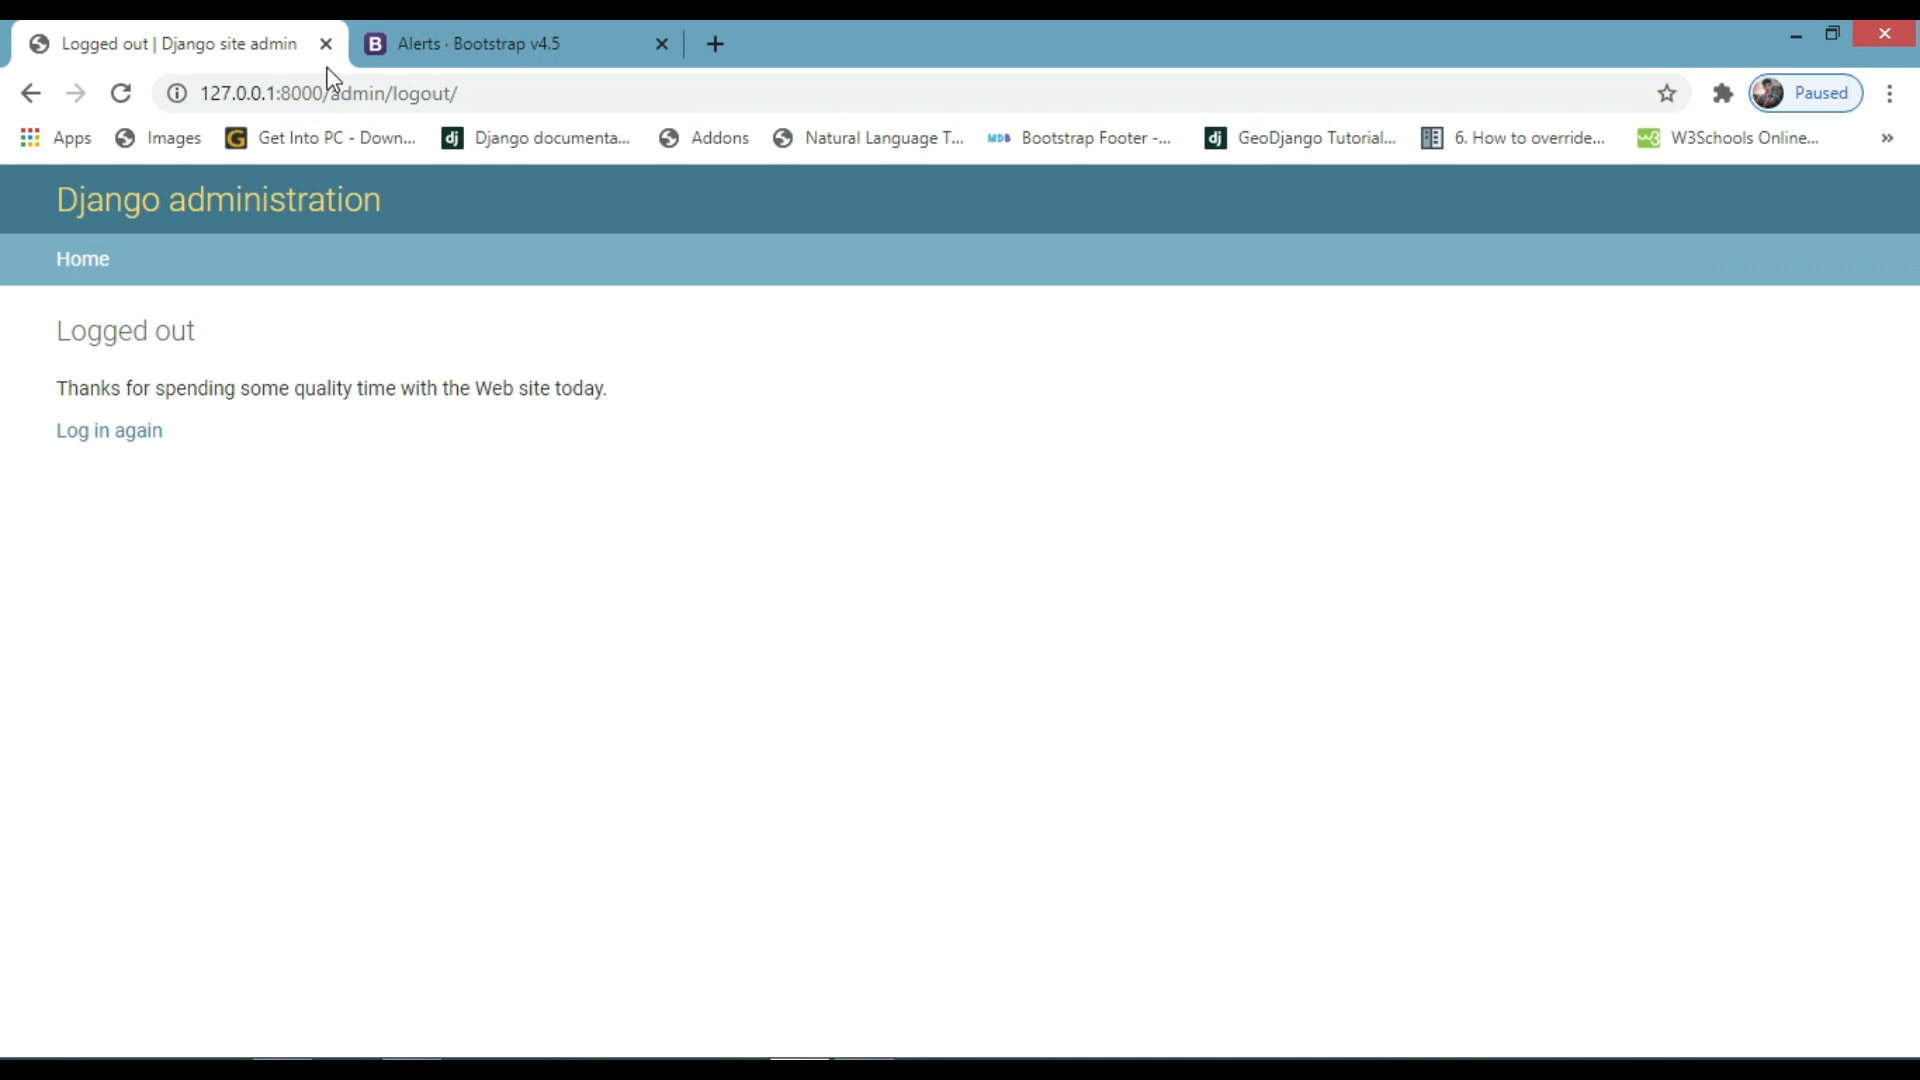 Logged out | Django site admin
Alerts · Bootstrap v4.5
127.0.0.1:8000/admin/logout/
Paused
Apps
Images
Get Into PC - Down...
dj
Django documenta...
Addons
Natural Language T...
MDB
Bootstrap Footer -...
dj
GeoDjango Tutorial...
6. How to override...
W3Schools Online...
Django administration
Home
Logged out
Thanks for spending some quality time with the Web site today.
Log in again